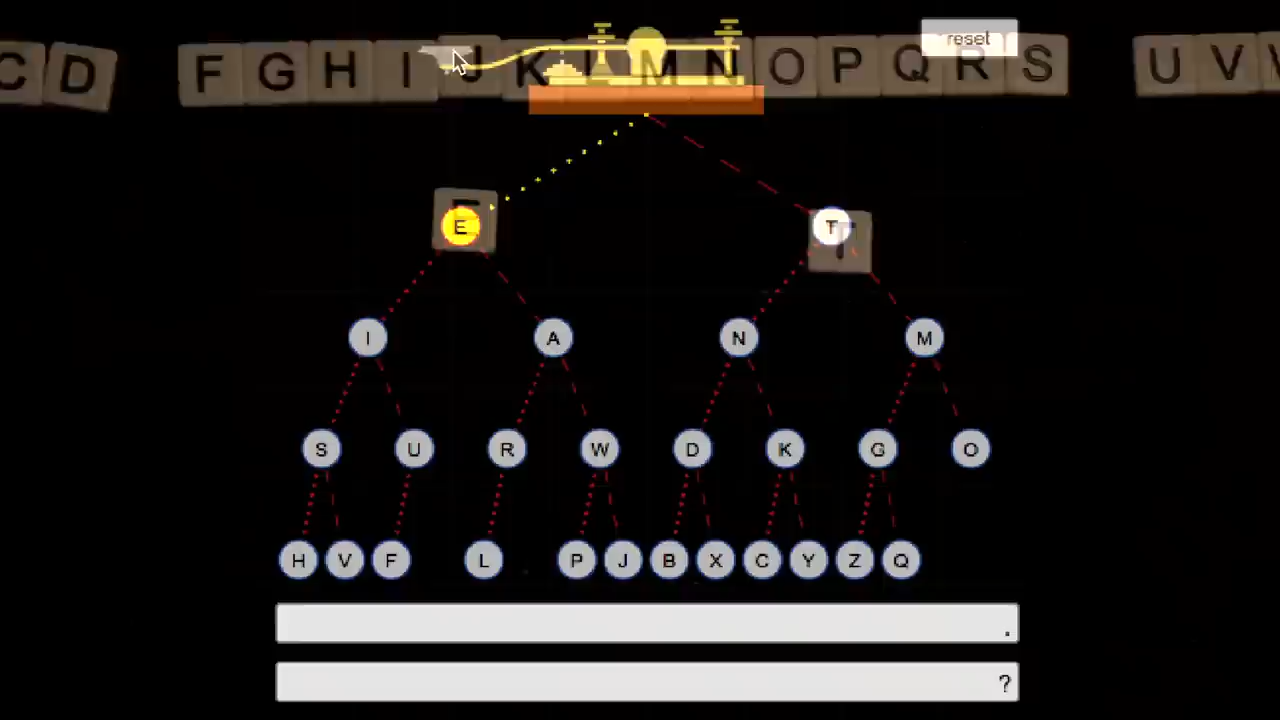 reset
C D F G H I J K L M N O P Q R S U V
E T
E T
I A N M
S U R W D K G O
H V F L P J B X C Y Z Q
.
?